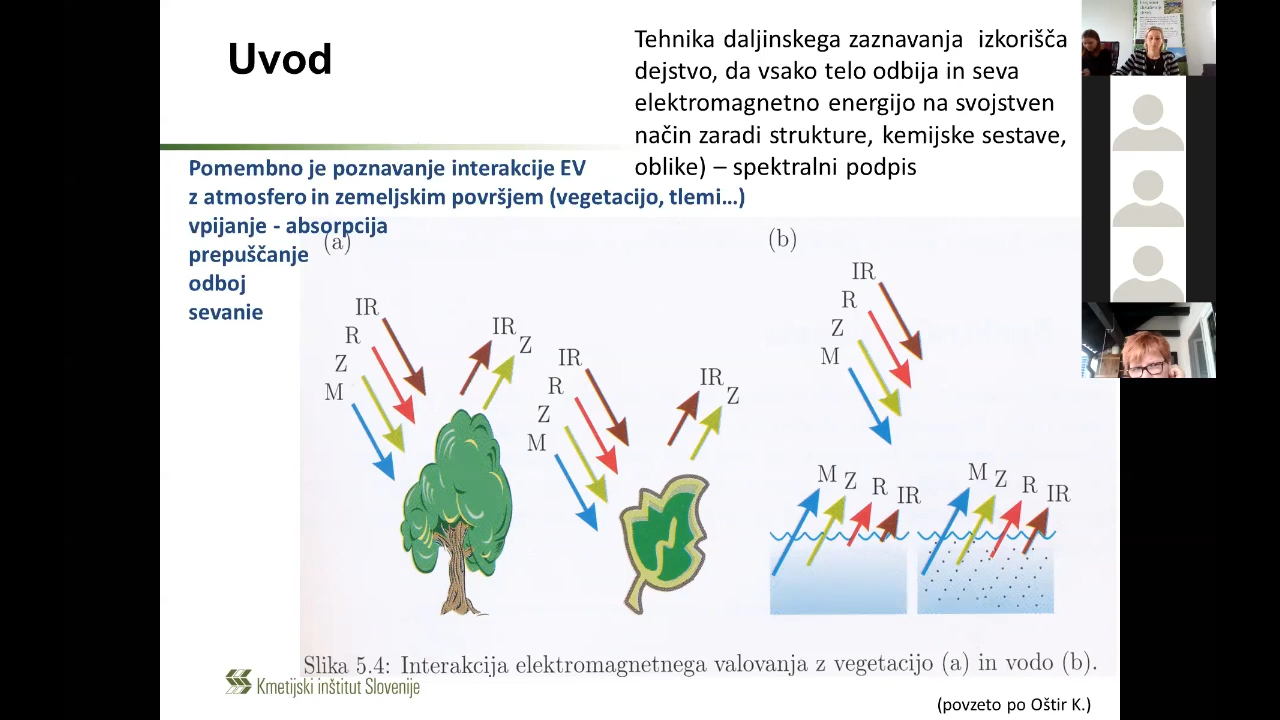 Uvod
Tehnika daljinskega zaznavanja izkorišča
dejstvo, da vsako telo odbija in seva
elektromagnetno energijo na svojstven
način zaradi strukture, kemijske sestave,
oblike) – spektralni podpis
Pomembno je poznavanje interakcije EV
z atmosfero in zemeljskim površjem (vegetacijo, tlemi...)
vpijanje - absorpcija
prepuščanje
odboj
sevanie
(a)
IR
R
Z
M
IR
Z
IR
R
Z
M
IR
Z
(b)
IR
R
Z
M
M Z R IR
M Z R IR
Slika 5.4: Interakcija elektromagnetnega valovanja z vegetacijo (a) in vodo (b).
Kmetijski inštitut Slovenije
(povzeto po Oštir K.)